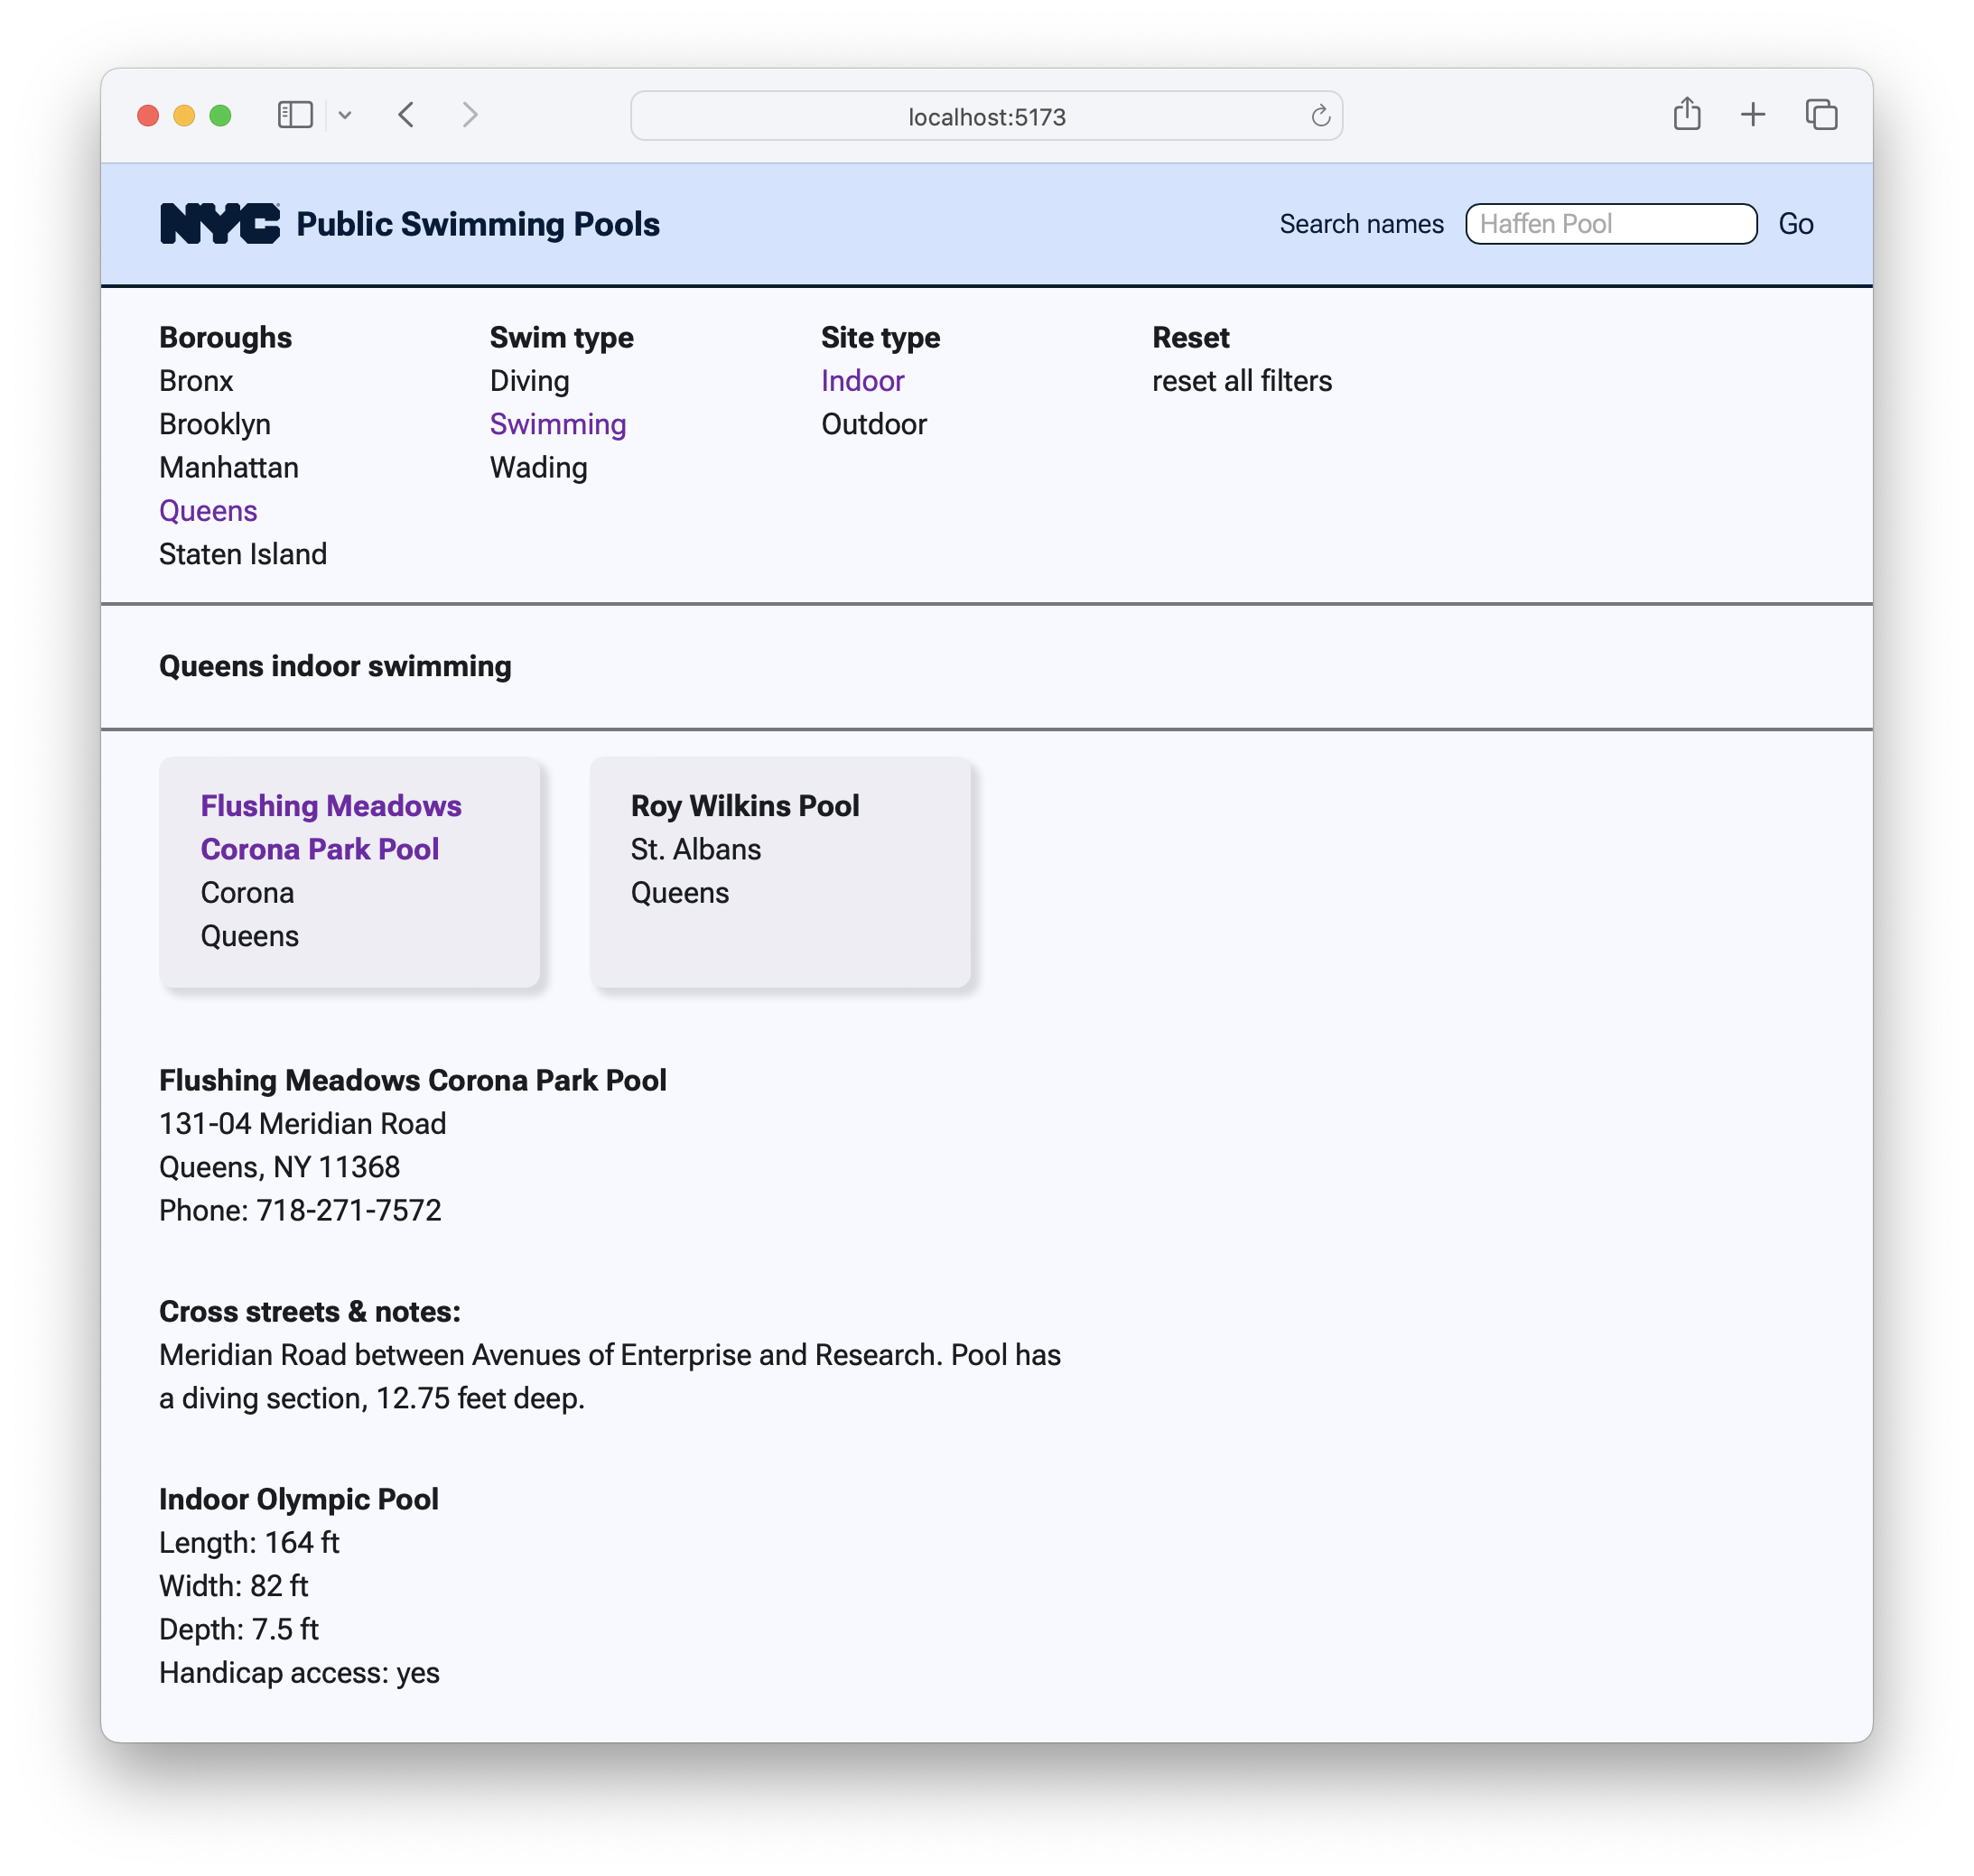 localhost:5173
NYC Public Swimming Pools
Search names Haffen Pool Go
Boroughs
Bronx
Brooklyn
Manhattan
Queens
Staten Island
Swim type
Diving
Swimming
Wading
Site type
Indoor
Outdoor
Reset
reset all filters
Queens indoor swimming
Flushing Meadows
Corona Park Pool
Corona
Queens
Roy Wilkins Pool
St. Albans
Queens
Flushing Meadows Corona Park Pool
131-04 Meridian Road
Queens, NY 11368
Phone: 718-271-7572
Cross streets & notes:
Meridian Road between Avenues of Enterprise and Research. Pool has
a diving section, 12.75 feet deep.
Indoor Olympic Pool
Length: 164 ft
Width: 82 ft
Depth: 7.5 ft
Handicap access: yes